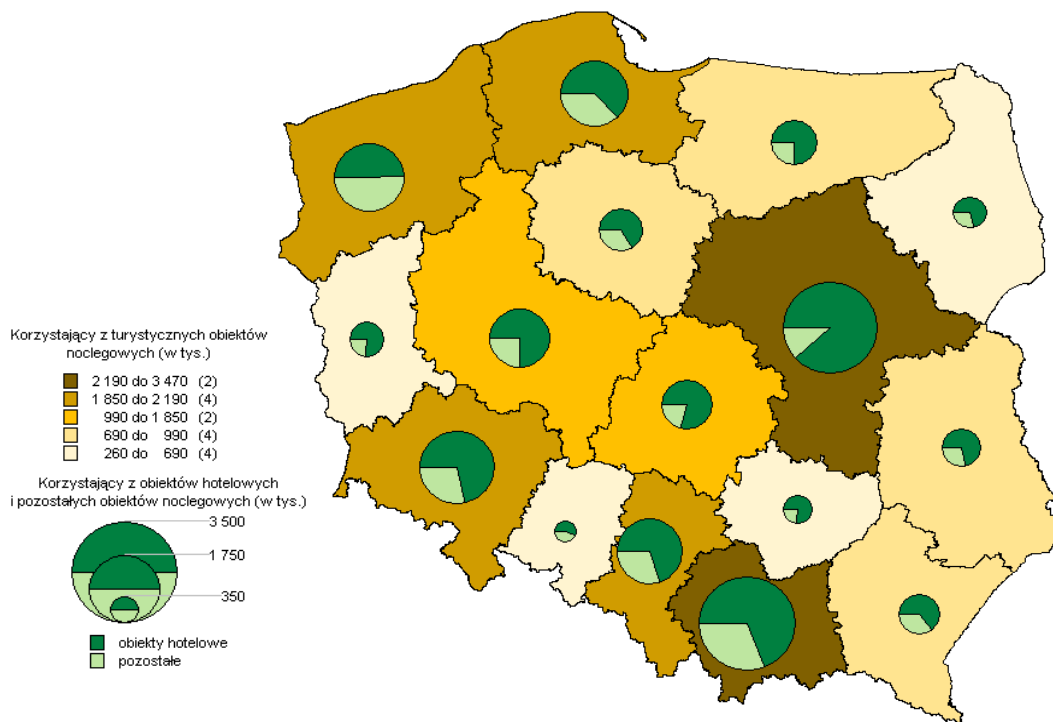 Korzystający z turystycznych obiektów
noclegowych (w tys.)
2 190 do 3 470 (2)
1 850 do 2 190 (4)
990 do 1 850 (2)
690 do 990 (4)
260 do 690 (4)
Korzystający z obiektów hotelowych
i pozostałych obiektów noclegowych (w tys.)
3 500
1 750
350
obiekty hotelowe
pozostałe